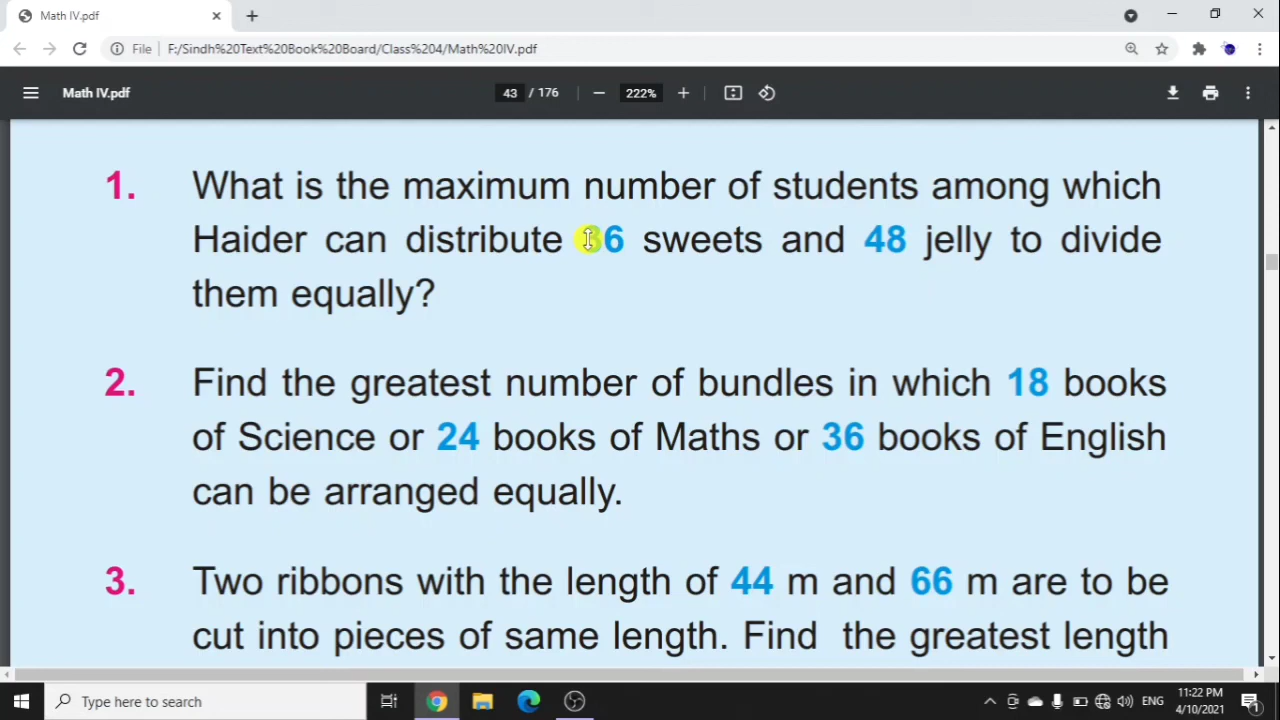 Math IV.pdf
File F:/Sindh%20Text%20Book%20Board/Class%204/Math%20IV.pdf
Math IV.pdf 43 / 176 222%
1. What is the maximum number of students among which
Haider can distribute 36 sweets and 48 jelly to divide
them equally?
2. Find the greatest number of bundles in which 18 books
of Science or 24 books of Maths or 36 books of English
can be arranged equally.
3. Two ribbons with the length of 44 m and 66 m are to be
cut into pieces of same length. Find the greatest length
Type here to search
ENG
11:22 PM
4/10/2021
1